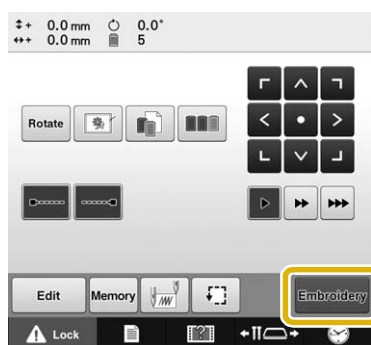 + 0.0 mm 0.0°
+ 0.0 mm 5
Rotate
Edit Memory Embroidery
Lock